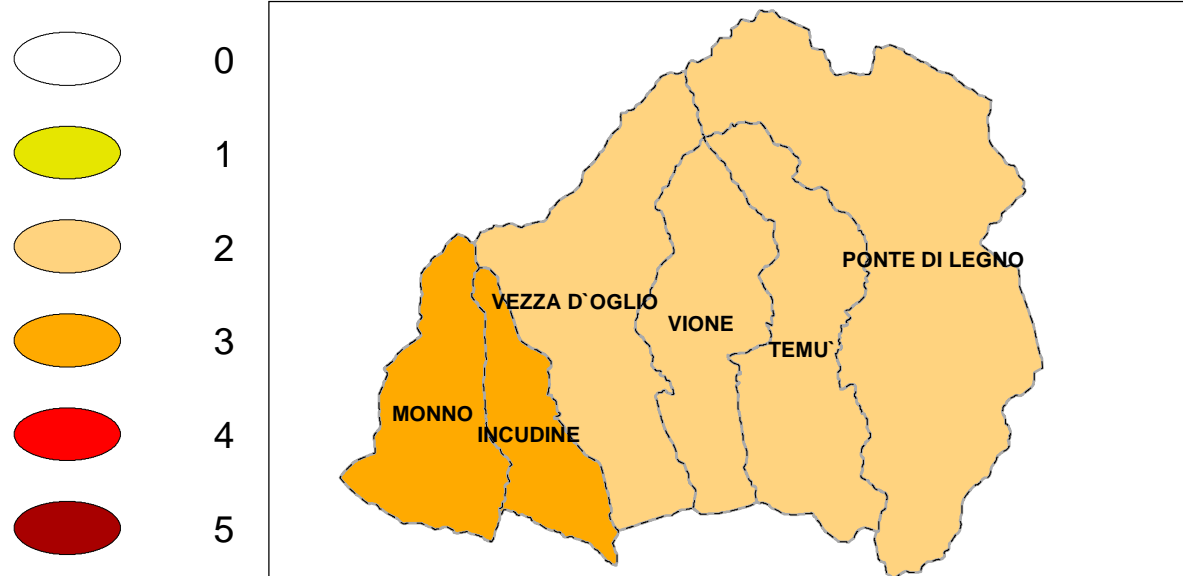 0
1
2
3
4
5
PONTE DI LEGNO
VEZZA D`OGLIO
VIONE
TEMU`
MONNO
INCUDINE